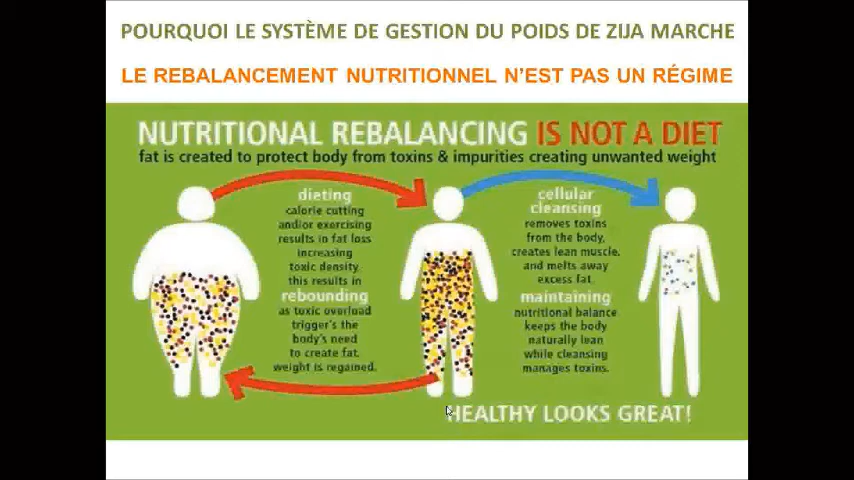 POURQUOI LE SYSTÈME DE GESTION DU POIDS DE ZIJA MARCHE
LE REBALANCEMENT NUTRITIONNEL N'EST PAS UN RÉGIME
NUTRITIONAL REBALANCING IS NOT A DIET
fat is created to protect body from toxins & impurities creating unwanted weight
dieting
calorie cutting
and/or exercising
results in fat loss
increasing
toxic density,
this results in
rebounding
as toxic overload
trigger's the
body's need
to create fat,
weight is regained.
cellular
cleansing
removes toxins
from the body,
creates lean muscle,
and melts away
excess fat,
maintaining
nutritional balance
keeps the body
naturally lean
while cleansing
manages toxins.
HEALTHY LOOKS GREAT!